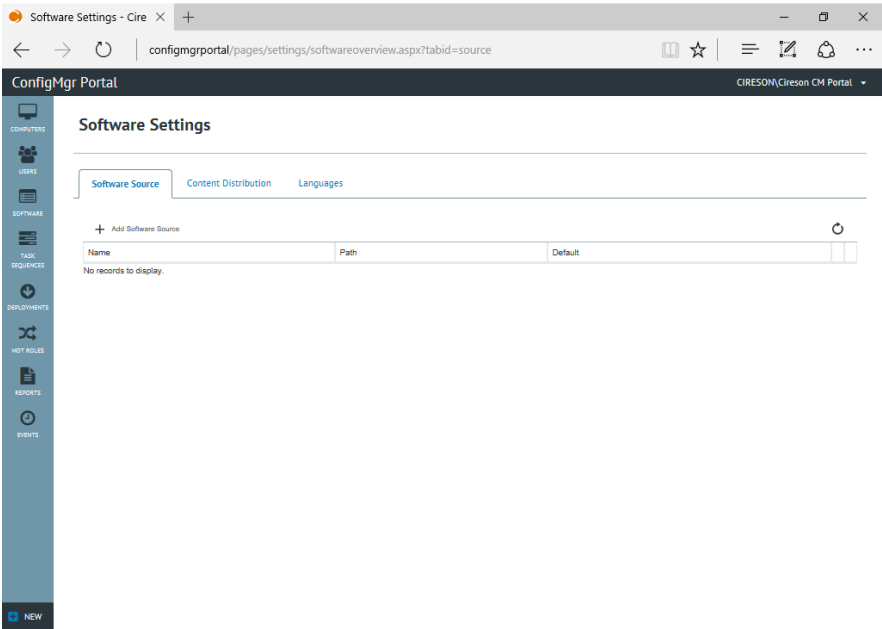 Software Settings - Cire
configmgrportal/pages/settings/softwareoverview.aspx?tabid=source
ConfigMgr Portal
CIRESON\Cireson CM Portal
COMPUTERS
USERS
SOFTWARE
TASK
SEQUENCES
DEPLOYMENTS
MDT ROLES
REPORTS
EVENTS
NEW
Software Settings
Software Source Content Distribution Languages
Add Software Source
Name Path Default
No records to display.